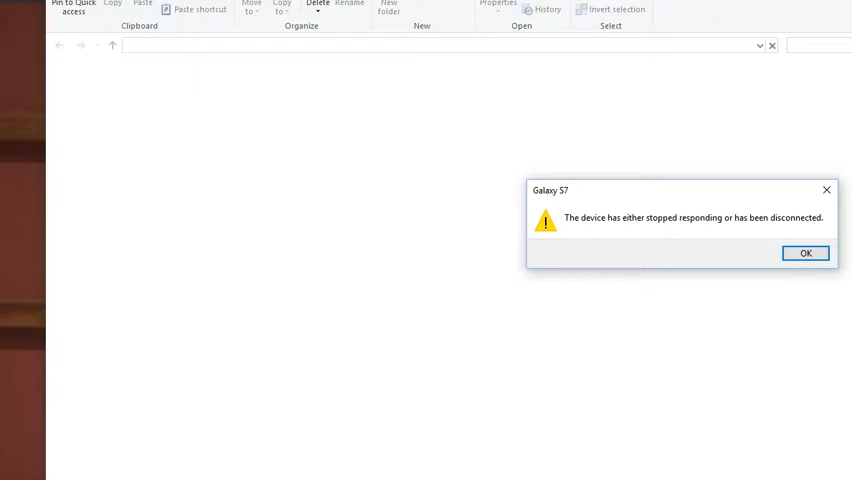 Pin to Quick access
Copy
Paste
Paste shortcut
Move to
Copy to
Delete
Rename
New folder
Properties
History
Invert selection
Clipboard
Organize
New
Open
Select
Galaxy S7
The device has either stopped responding or has been disconnected.
OK